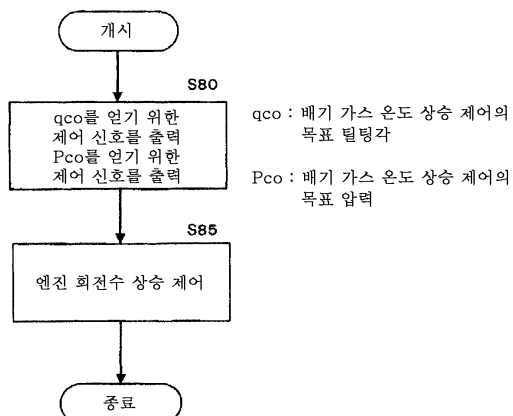 개시
S80
qco를 얻기 위한
제어 신호를 출력
Pco를 얻기 위한
제어 신호를 출력
qco : 배기 가스 온도 상승 제어의
목표 틸팅각
Pco : 배기 가스 온도 상승 제어의
목표 압력
S85
엔진 회전수 상승 제어
종료